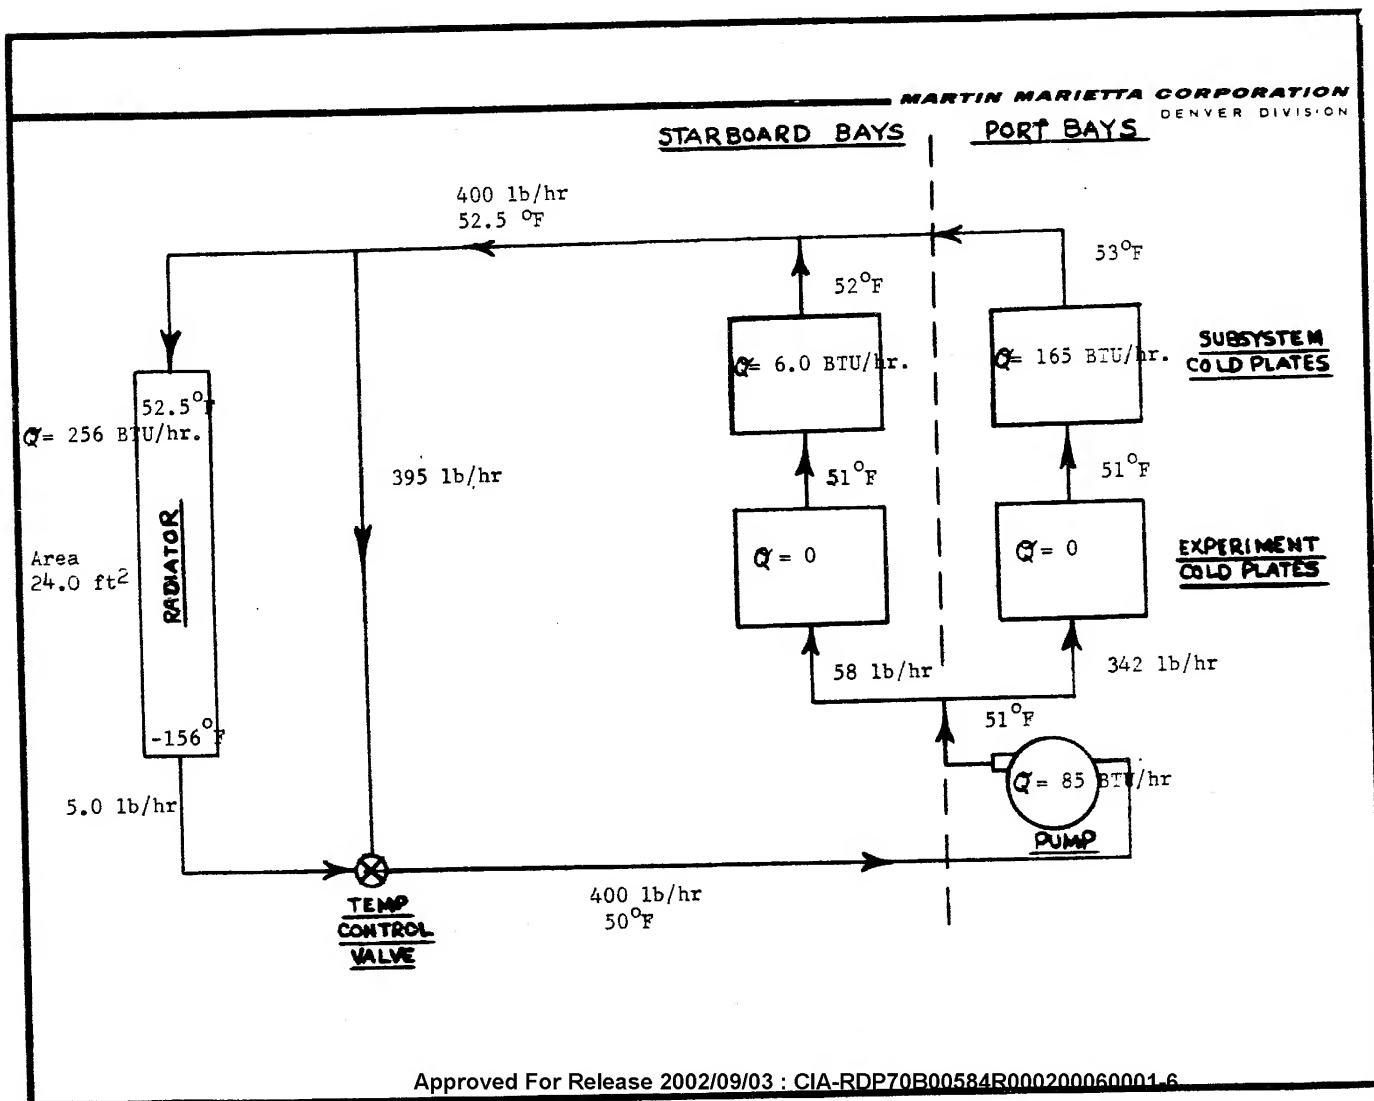 MARTIN MARIETTA CORPORATION
DENVER DIVISION
STARBOARD BAYS
PORT BAYS
400 lb/hr
52.5 °F
53°F
52°F
Q= 6.0 BTU/hr.
Q= 165 BTU/hr.
SUBSYSTEM
COLD PLATES
52.5°F
Q= 256 BTU/hr.
395 lb/hr
51°F
51°F
RADIATOR
Area
24.0 ft2
Q = 0
Q = 0
EXPERIMENT
COLD PLATES
58 lb/hr
342 lb/hr
-156°F
51°F
5.0 lb/hr
Q= 85 BTU/hr
PUMP
400 lb/hr
50°F
TEMP
CONTROL
VALVE
Approved For Release 2002/09/03 : CIA-RDP70B00584R000200060001-6